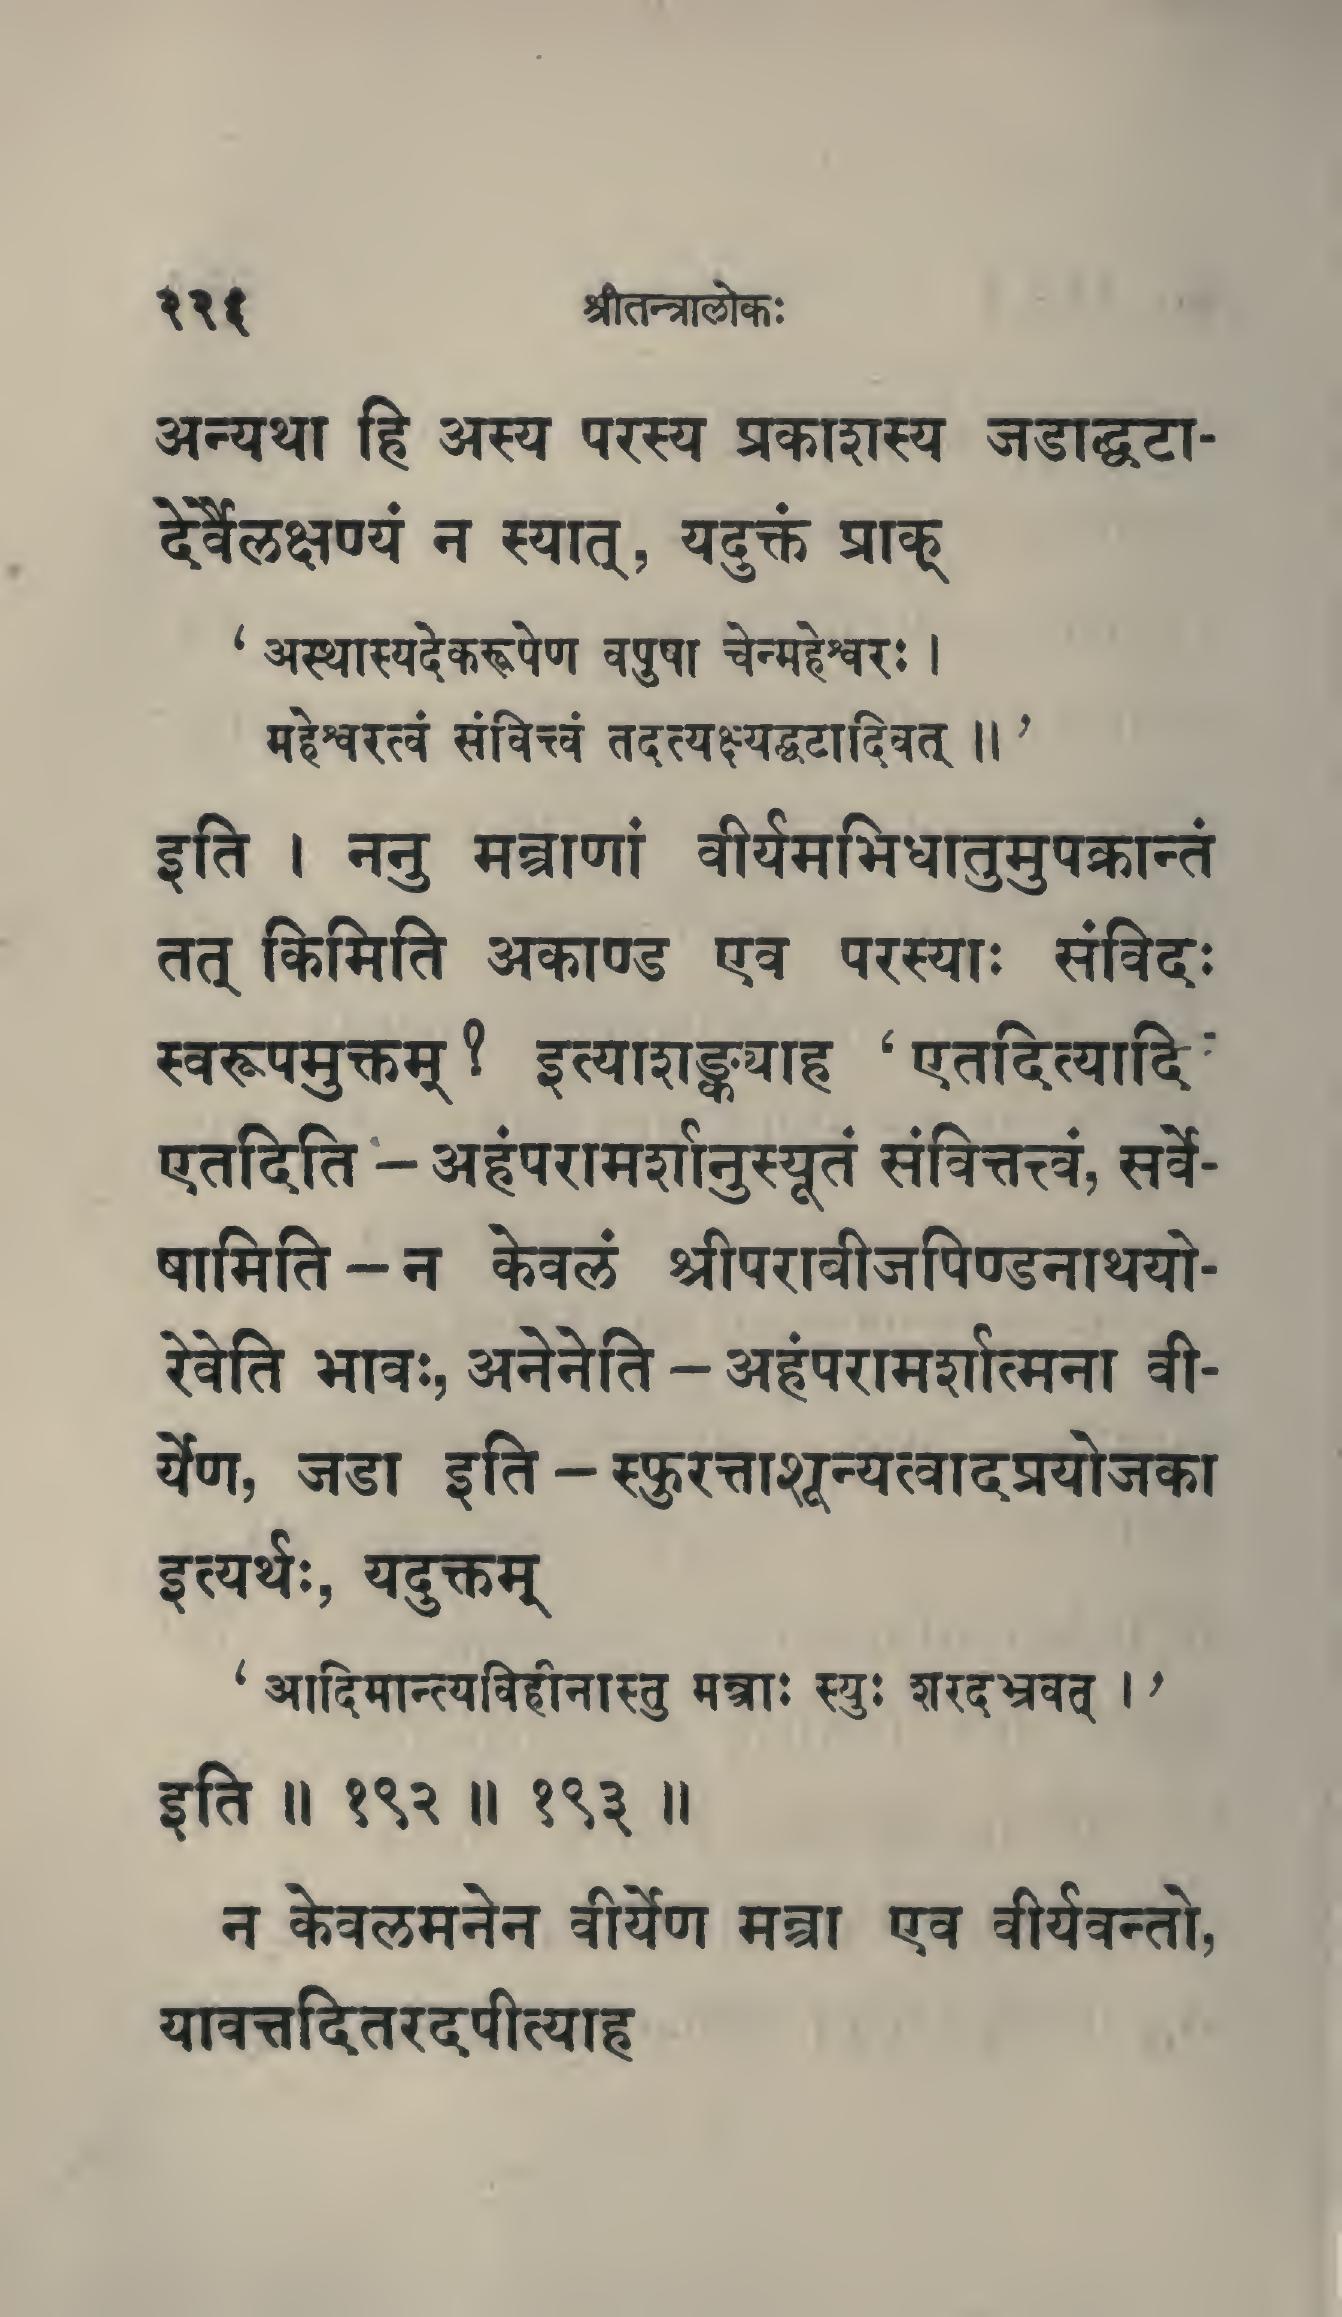 २२६ श्रीतन्त्रालोकः
अन्यथा हि अस्य परस्य प्रकाशस्य जडाद्घटा-
देर्वैलक्षण्यं न स्यात्, यदुक्तं प्राक्
‘ अस्थास्यदेकरूपेण वपुषा चेन्महेश्वरः ।
महेश्वरत्वं संवित्त्वं तदत्यक्ष्यद्घटादिवत् ॥ ’
इति । ननु मन्त्राणां वीर्यमभिधातुमुपक्रान्तं
तत् किमिति अकाण्ड एव परस्याः संविदः
स्वरूपमुक्तम् ? इत्याशङ्क्याह ‘ एतदित्यादि ’
एतदिति – अहंपरामर्शानुस्यूतं संवित्तत्त्वं, सर्वे-
षामिति – न केवलं श्रीपराबीजपिण्डनाथयो-
रेवेति भावः, अनेनेति – अहंपरामर्शात्मना वी-
र्येण, जडा इति – स्फुरत्ताशून्यत्वादप्रयोजका
इत्यर्थः, यदुक्तम्
‘ आदिमान्त्यविहीनास्तु मन्त्राः स्युः शरदभ्रवत् । ’
इति ॥ १९२ ॥ १९३ ॥
न केवलमनेन वीर्येण मन्त्रा एव वीर्यवन्तो,
यावत्तदितरदपीत्याह